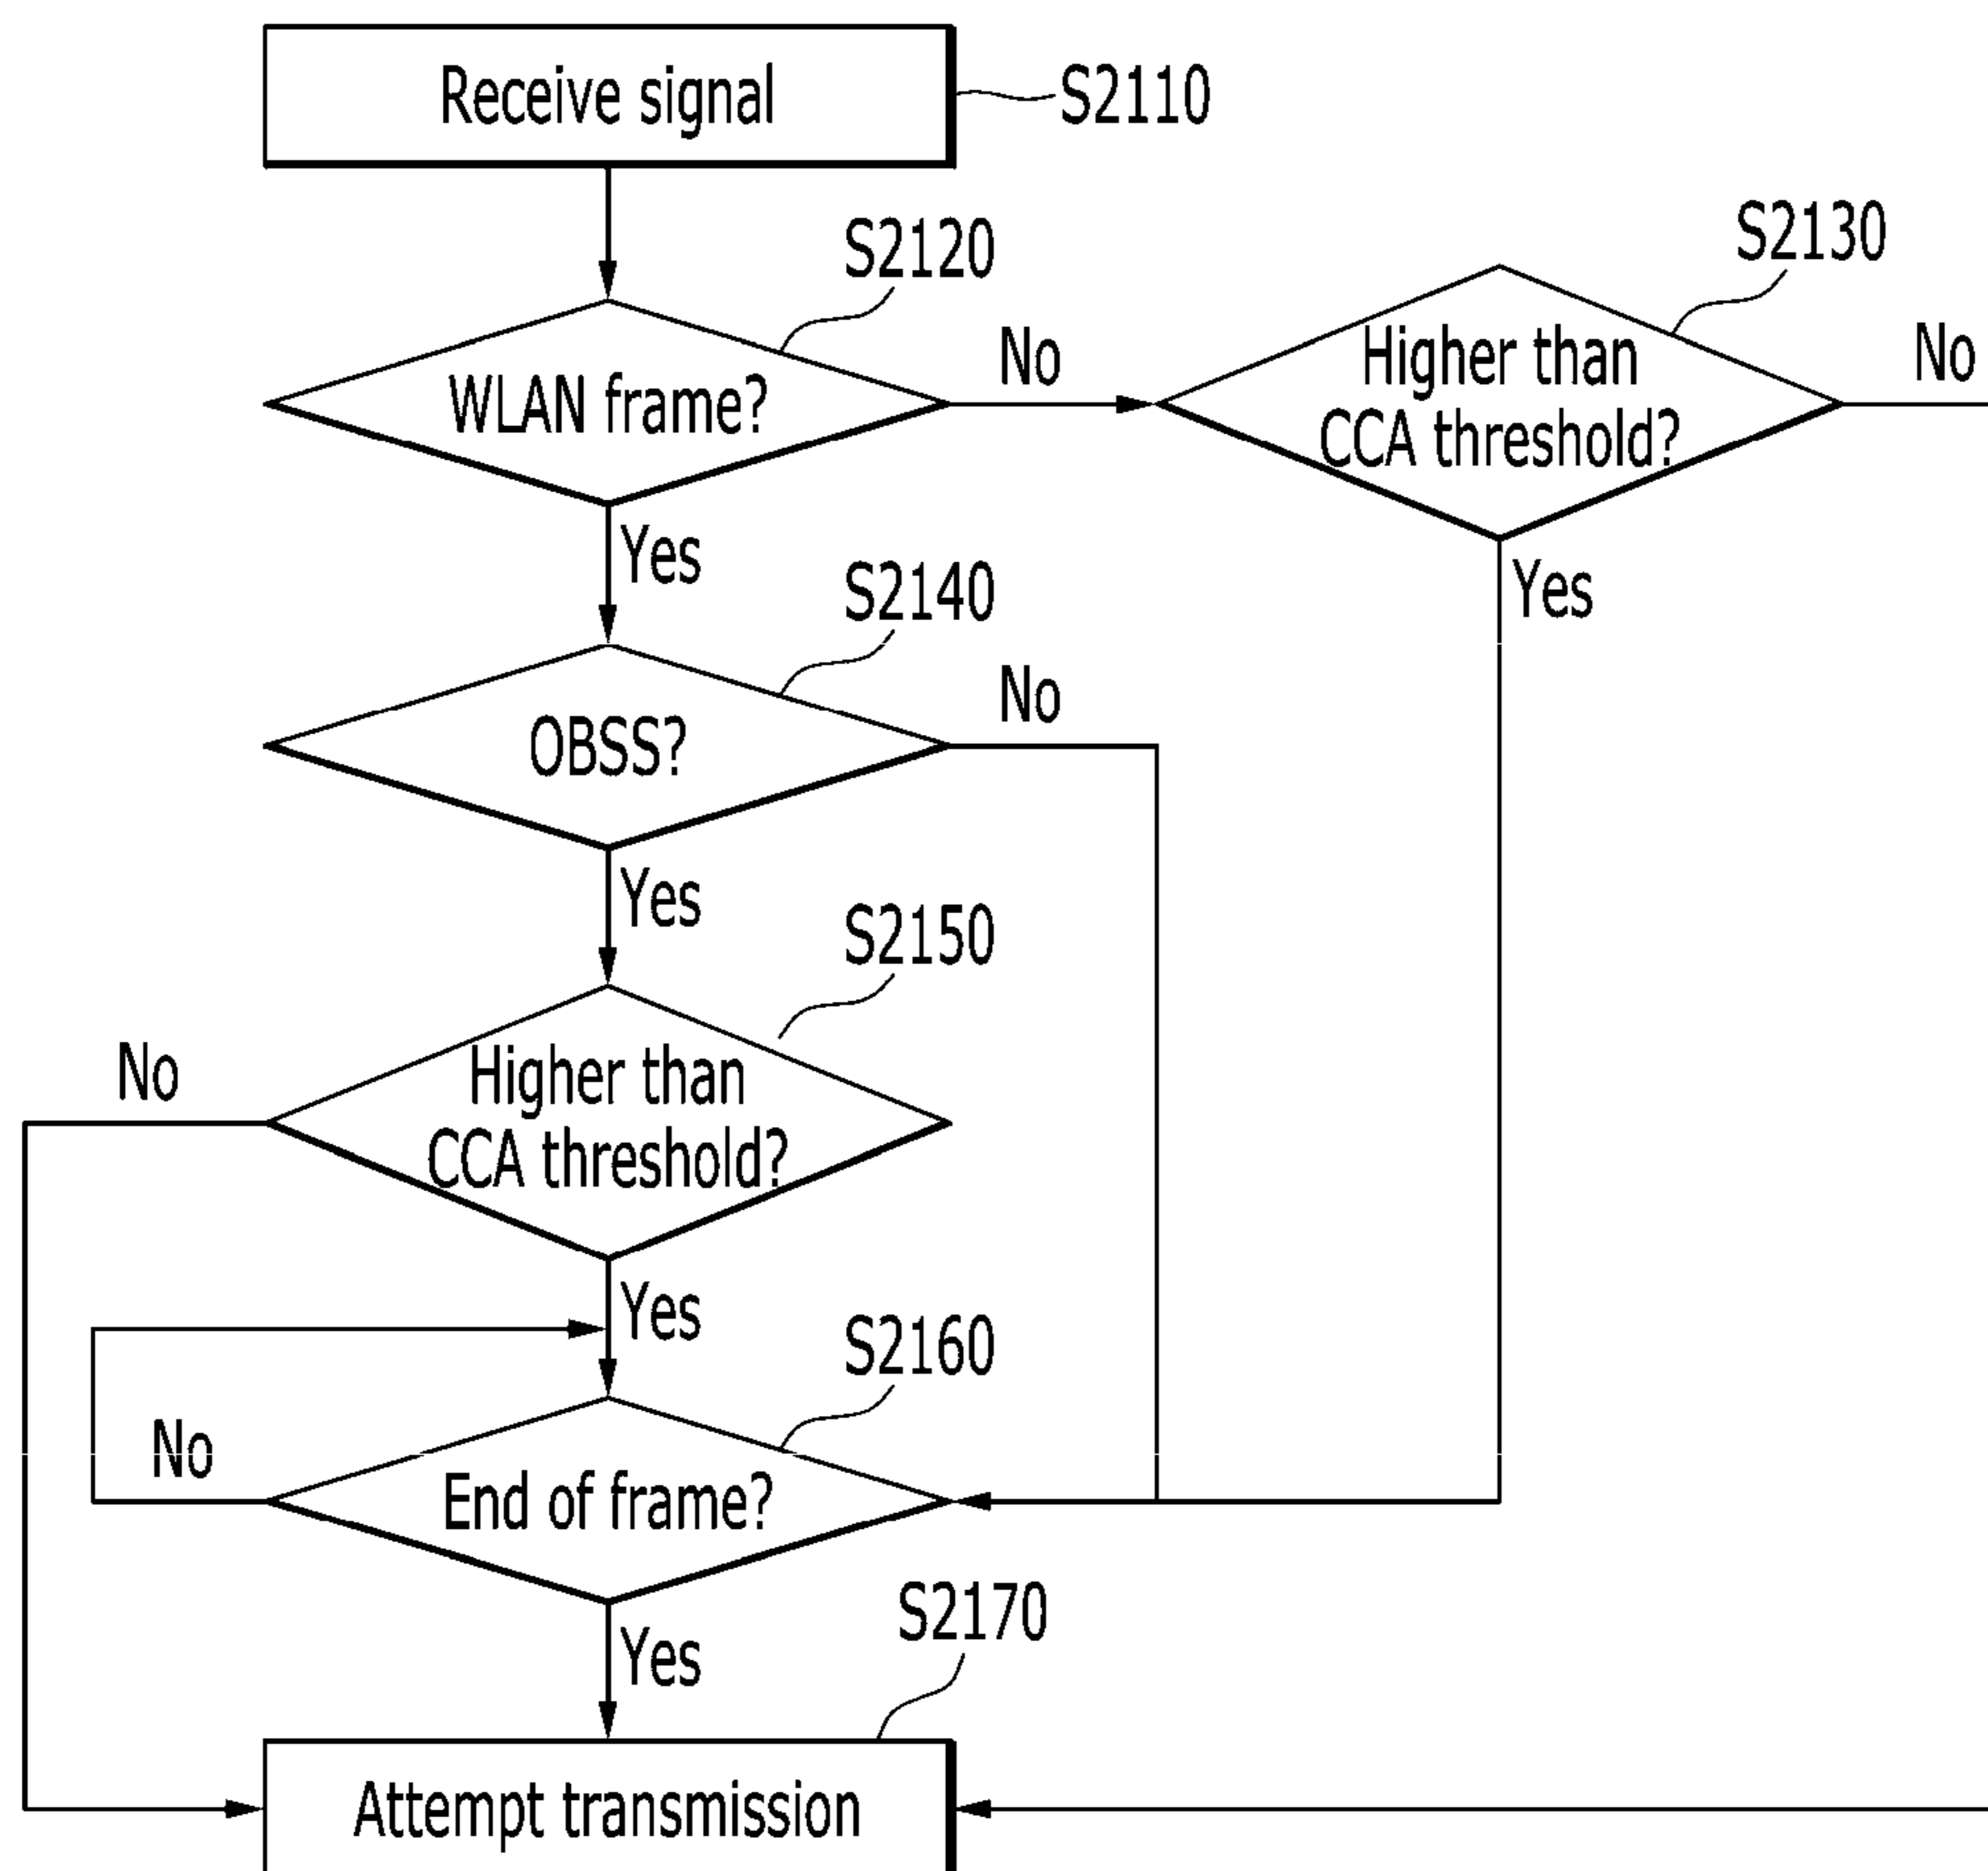 Receive signal
S2110
S2120
WLAN frame?
No
S2130
Higher than
CCA threshold?
No
Yes
Yes
S2140
OBSS?
No
Yes
S2150
Higher than
CCA threshold?
No
Yes
S2160
End of frame?
No
Yes
S2170
Attempt transmission